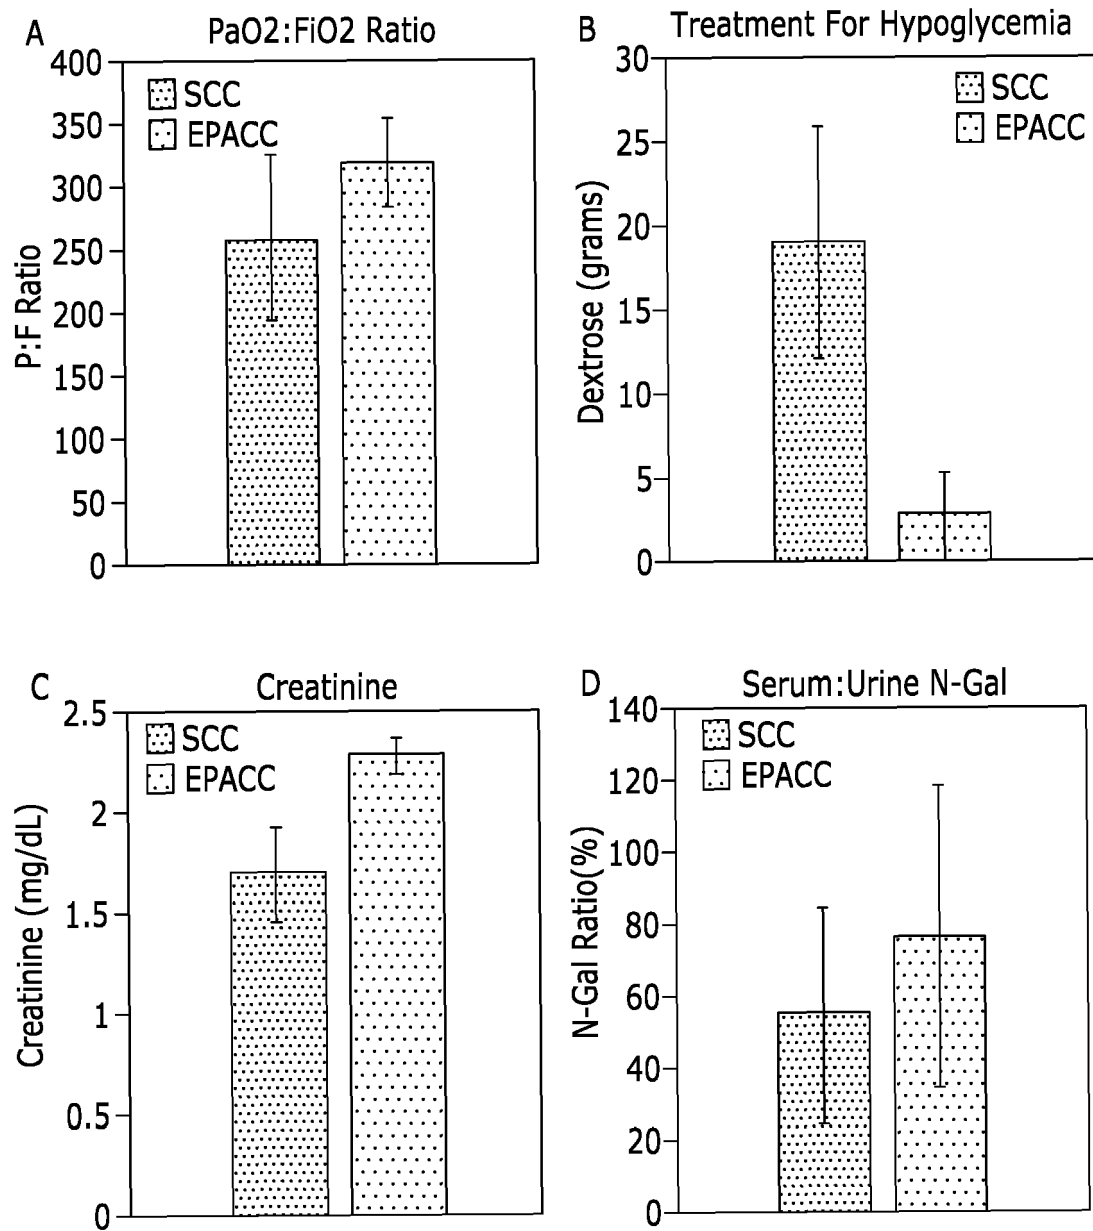 A
PaO2:FiO2 Ratio
400
350
300
250
200
150
100
50
0
P:F Ratio
SCC
EPACC
B
Treatment For Hypoglycemia
30
25
20
15
10
5
0
Dextrose (grams)
SCC
EPACC
C
Creatinine
2.5
2
1.5
1
0.5
0
Creatinine (mg/dL)
SCC
EPACC
D
Serum:Urine N-Gal
140
120
100
80
60
40
20
0
N-Gal Ratio(%)
SCC
EPACC